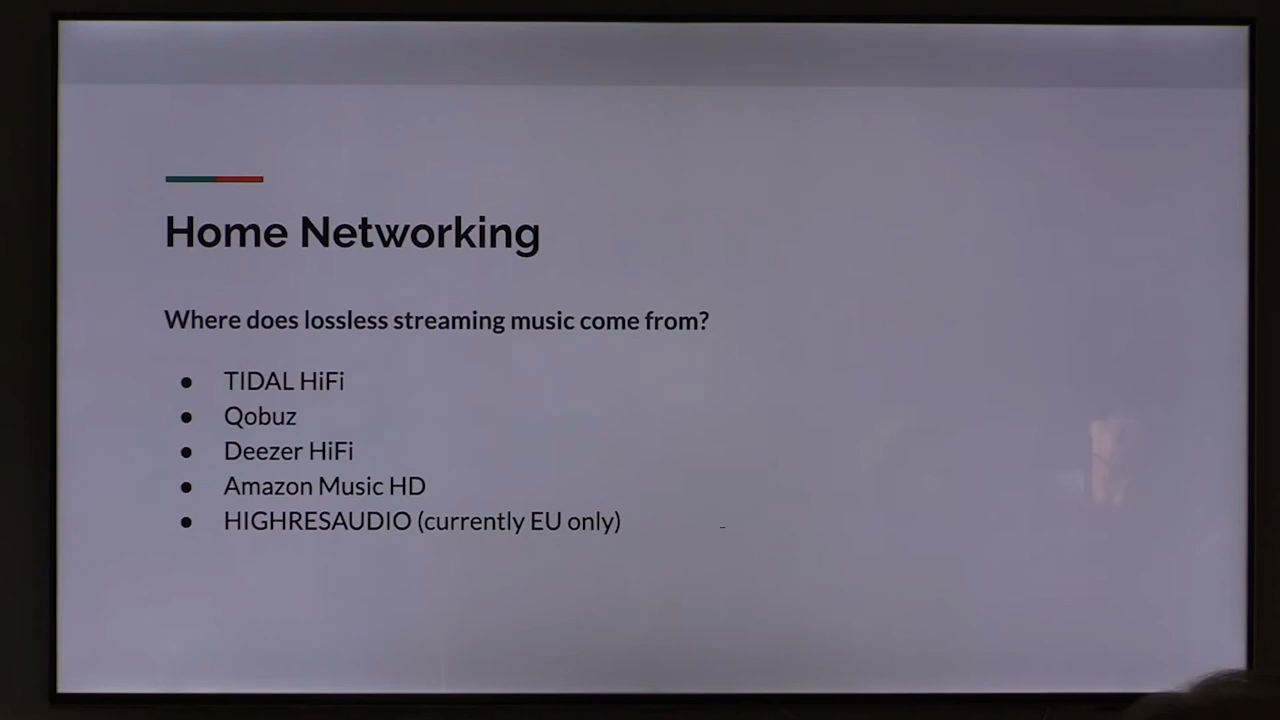 Home Networking
Where does lossless streaming music come from?
● TIDAL HiFi
● Qobuz
● Deezer HiFi
● Amazon Music HD
● HIGHRESAUDIO (currently EU only)